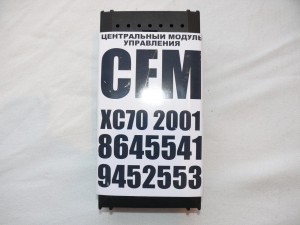 ЦЕНТРАЛЬНЫЙ МОДУЛЬ
УПРАВЛЕНИЯ
CEM
XC70 2001
8645541
9452553